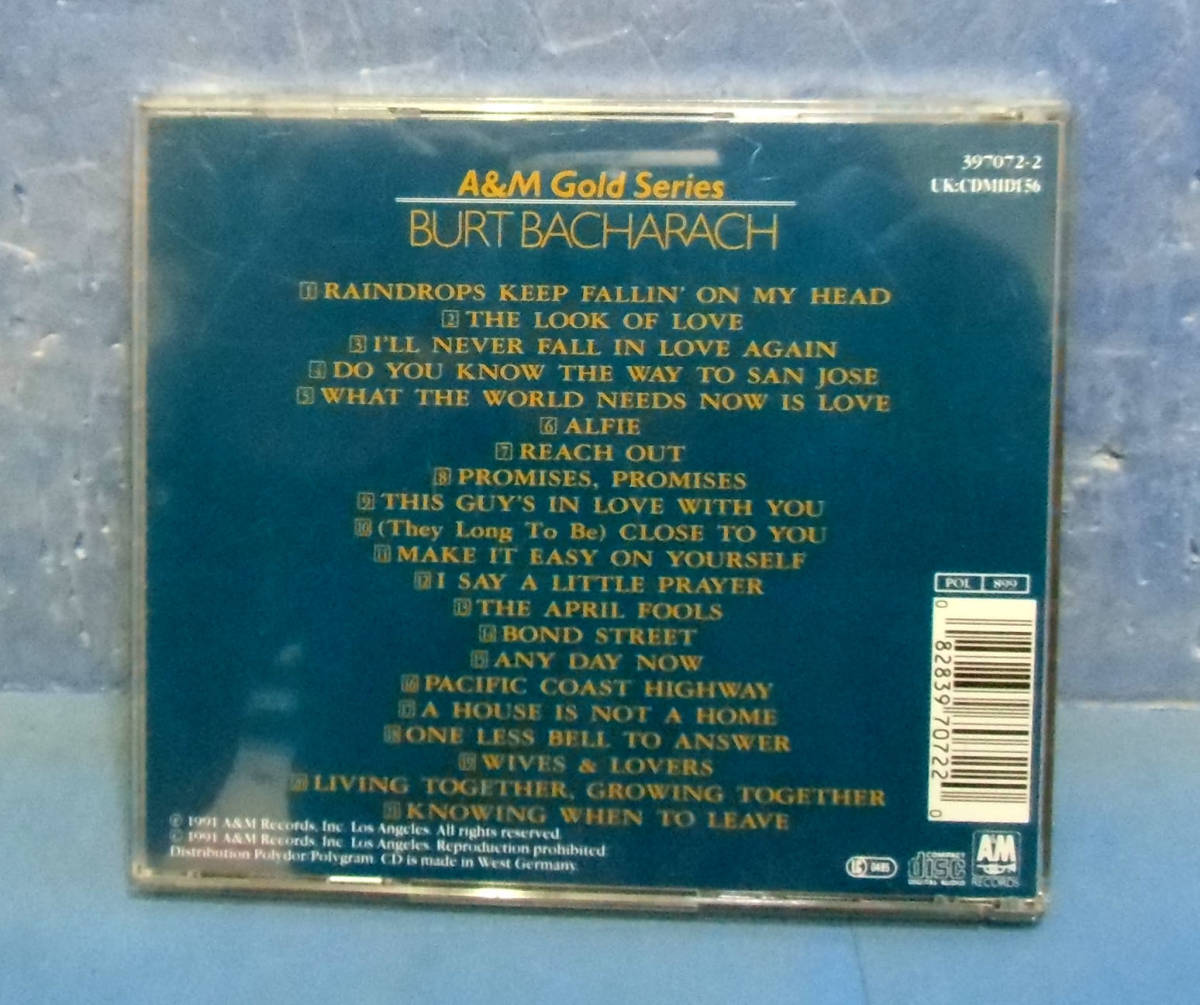 397072-2
UK:CDMID156
A&M Gold Series
BURT BACHARACH
1 RAINDROPS KEEP FALLIN' ON MY HEAD
2 THE LOOK OF LOVE
3 I'LL NEVER FALL IN LOVE AGAIN
4 DO YOU KNOW THE WAY TO SAN JOSE
5 WHAT THE WORLD NEEDS NOW IS LOVE
6 ALFIE
7 REACH OUT
8 PROMISES, PROMISES
9 THIS GUY'S IN LOVE WITH YOU
10 (They Long To Be) CLOSE TO YOU
11 MAKE IT EASY ON YOURSELF
12 I SAY A LITTLE PRAYER
13 THE APRIL FOOLS
14 BOND STREET
15 ANY DAY NOW
16 PACIFIC COAST HIGHWAY
17 A HOUSE IS NOT A HOME
18 ONE LESS BELL TO ANSWER
19 WIVES & LOVERS
20 LIVING TOGETHER, GROWING TOGETHER
21 KNOWING WHEN TO LEAVE
POL 899
0 82839 70722 0
℗ 1991 A&M Records, Inc. Los Angeles. All rights reserved.
© 1991 A&M Records, Inc. Los Angeles. Reproduction prohibited.
Distribution Polydor/Polygram. CD is made in West Germany.
LC 0485
COMPACT
disc
DIGITAL AUDIO
A&M
RECORDS